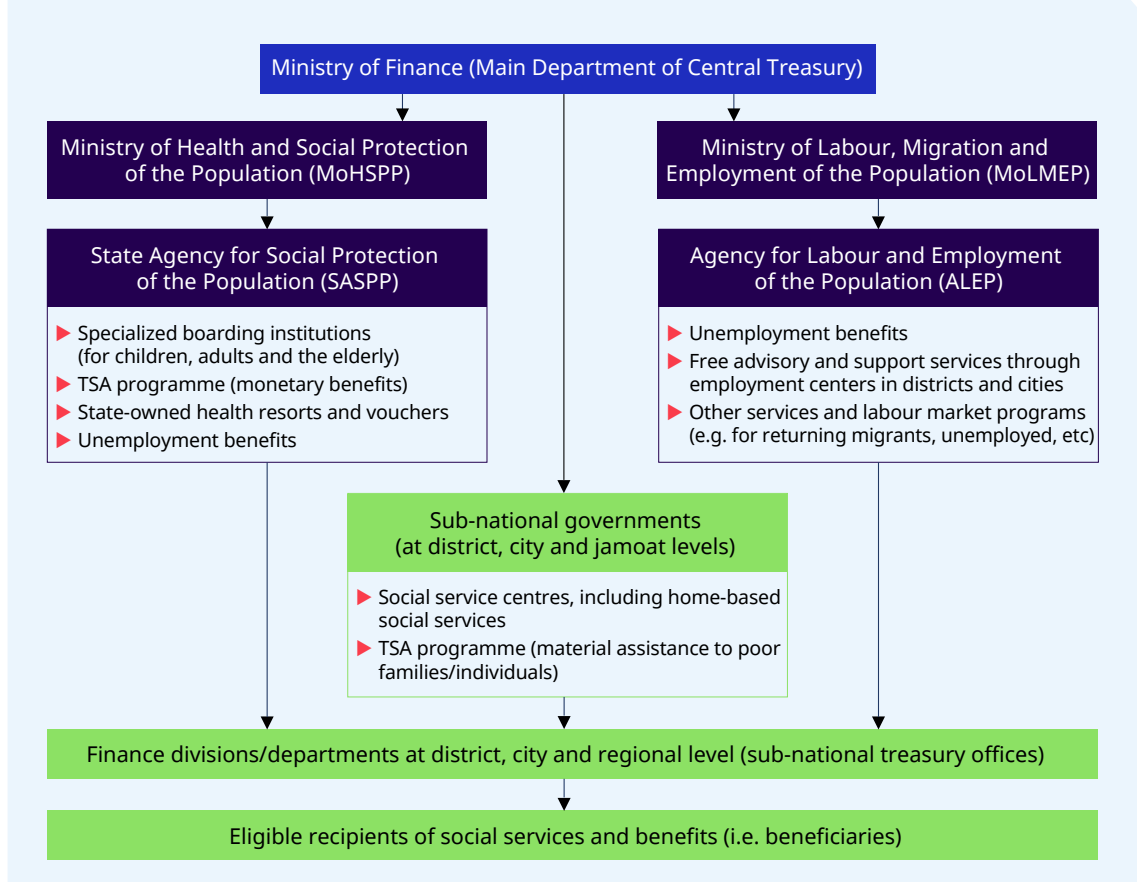 Ministry of Finance (Main Department of Central Treasury)
Ministry of Health and Social Protection
of the Population (MoHSPP)
Ministry of Labour, Migration and
Employment of the Population (MoLMEP)
State Agency for Social Protection
of the Population (SASPP)
▶ Specialized boarding institutions
(for children, adults and the elderly)
▶ TSA programme (monetary benefits)
▶ State-owned health resorts and vouchers
▶ Unemployment benefits
Agency for Labour and Employment
of the Population (ALEP)
▶ Unemployment benefits
▶ Free advisory and support services through
employment centers in districts and cities
▶ Other services and labour market programs
(e.g. for returning migrants, unemployed, etc)
Sub-national governments
(at district, city and jamoat levels)
▶ Social service centres, including home-based
social services
▶ TSA programme (material assistance to poor
families/individuals)
Finance divisions/departments at district, city and regional level (sub-national treasury offices)
Eligible recipients of social services and benefits (i.e. beneficiaries)